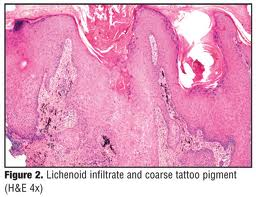 Figure 2. Lichenoid infiltrate and coarse tattoo pigment
(H&E 4x)